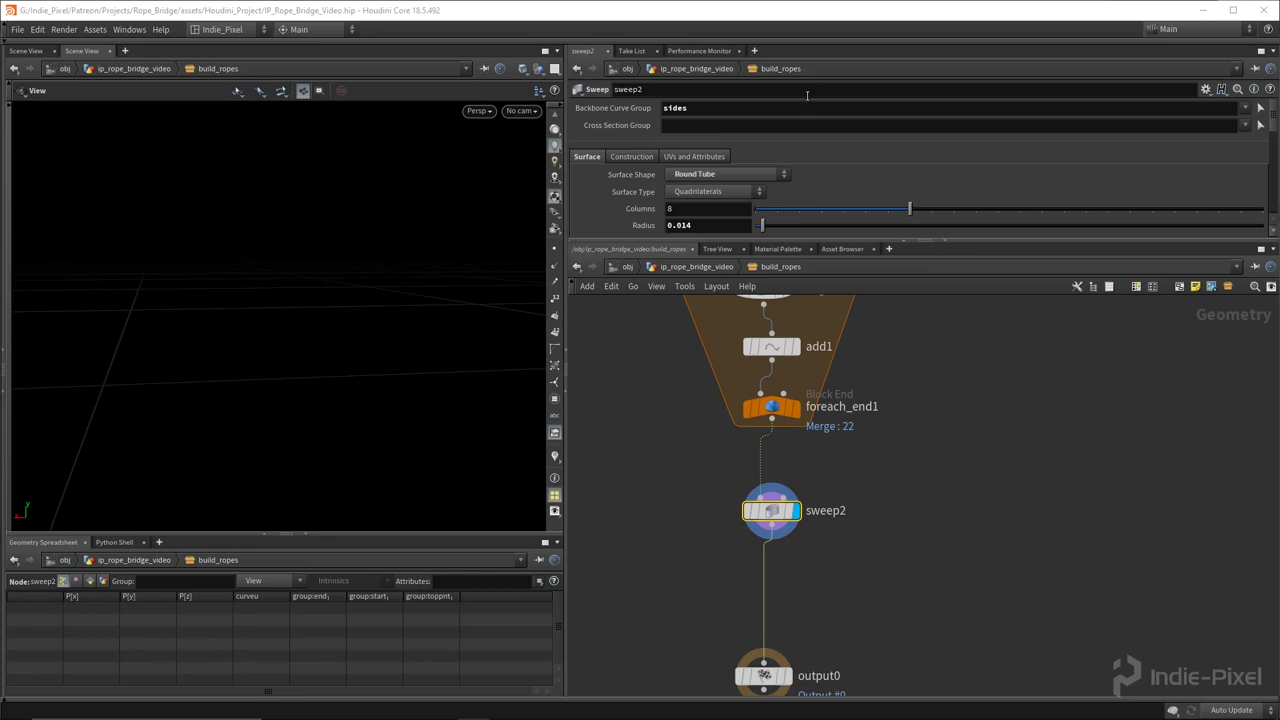 G:/Indie_Pixel/Patreon/Projects/Rope_Bridge/assets/Houdini_Project/IP_Rope_Bridge_Video.hip - Houdini Core 18.5.492
File Edit Render Assets Windows Help Indie_Pixel Main Main
Scene View Scene View
obj ip_rope_bridge_video build_ropes
View
Persp No cam
sweep2 Take List Performance Monitor
obj ip_rope_bridge_video build_ropes
Sweep sweep2
Backbone Curve Group sides
Cross Section Group
Surface Construction UVs and Attributes
Surface Shape Round Tube
Surface Type Quadrilaterals
Columns 8
Radius 0.014
/obj/ip_rope_bridge_video/build_ropes Tree View Material Palette Asset Browser
obj ip_rope_bridge_video build_ropes
Add Edit Go View Tools Layout Help
Geometry
add1
Block End
foreach_end1
Merge : 22
sweep2
output0
Output #0
Indie-Pixel
Geometry Spreadsheet Python Shell
obj ip_rope_bridge_video build_ropes
Node: sweep2 Group: View Intrinsics Attributes:
P[x] P[y] P[z] curveu group:end, group:start, group:toppnt,
abc
Auto Update